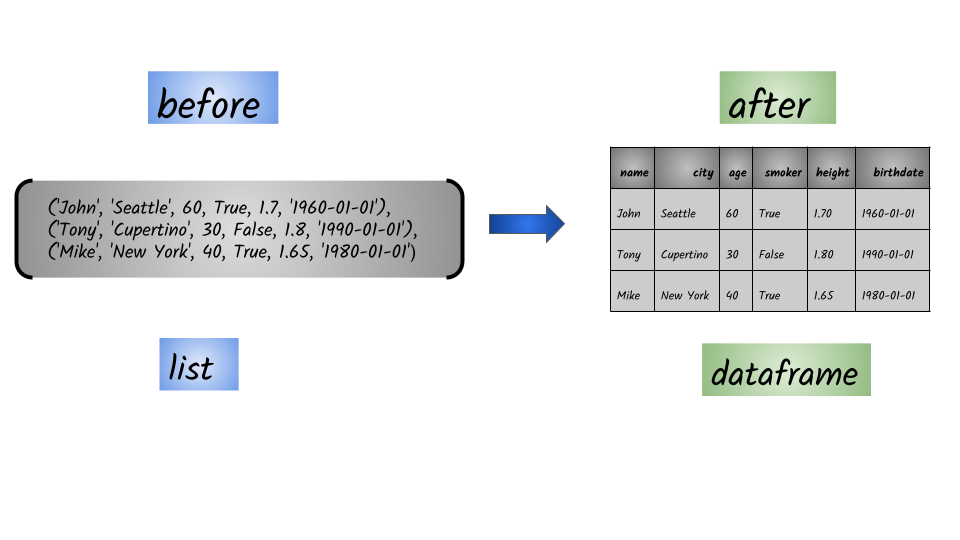 before
after
('John', 'Seattle', 60, True, 1.7, '1960-01-01'),
('Tony', 'Cupertino', 30, False, 1.8, '1990-01-01'),
('Mike', 'New York', 40, True, 1.65, '1980-01-01')
name city age smoker height birthdate
John Seattle 60 True 1.70 1960-01-01
Tony Cupertino 30 False 1.80 1990-01-01
Mike New York 40 True 1.65 1980-01-01
list
dataframe